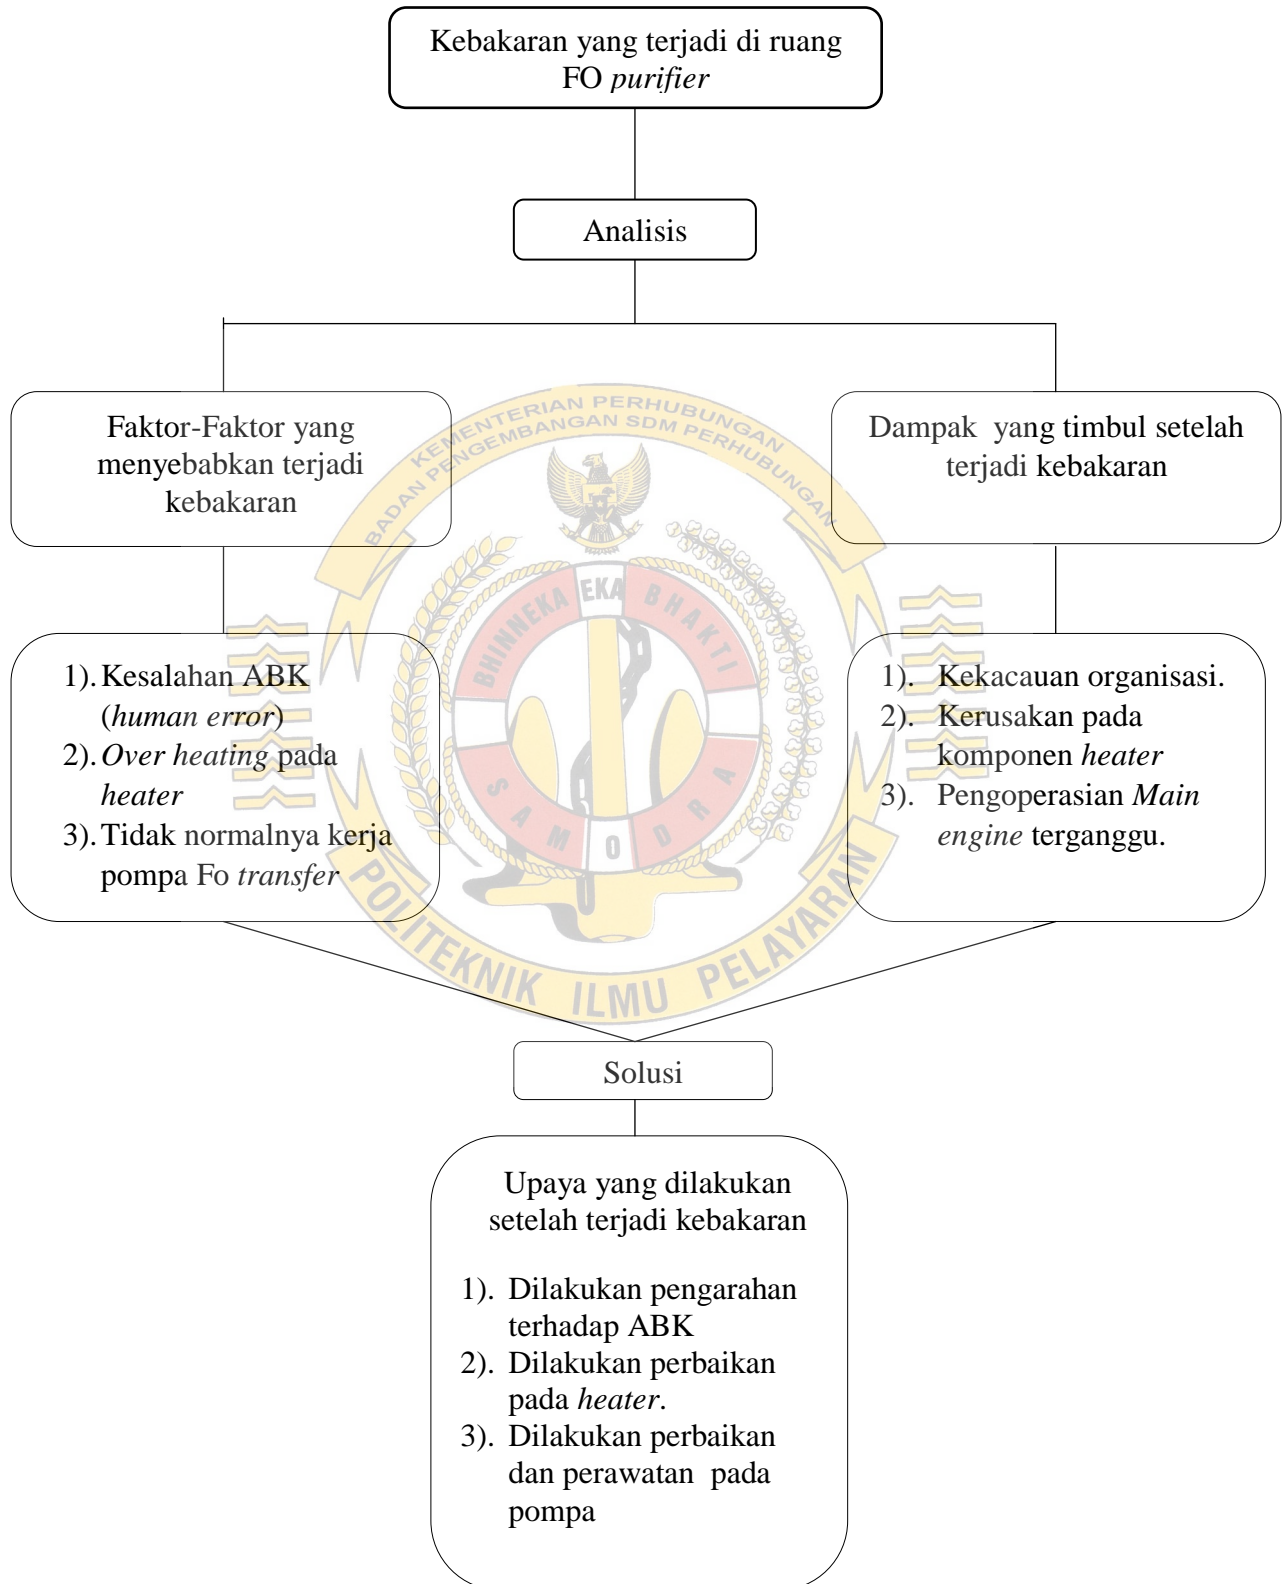 Kebakaran yang terjadi di ruang
FO purifier
Analisis
Faktor-Faktor yang
menyebabkan terjadi
kebakaran
Dampak yang timbul setelah
terjadi kebakaran
KEMENTERIAN PERHUBUNGAN
BADAN PENGEMBANGAN SDM PERHUBUNGAN
BHINNEKA EKA BHAKTI
SAMODRA
POLITEKNIK ILMU PELAYARAN
1). Kesalahan ABK
(human error)
2). Over heating pada
heater
3). Tidak normalnya kerja
pompa Fo transfer
1). Kekacauan organisasi.
2). Kerusakan pada
komponen heater
3). Pengoperasian Main
engine terganggu.
Solusi
Upaya yang dilakukan
setelah terjadi kebakaran
1). Dilakukan pengarahan
terhadap ABK
2). Dilakukan perbaikan
pada heater.
3). Dilakukan perbaikan
dan perawatan pada
pompa